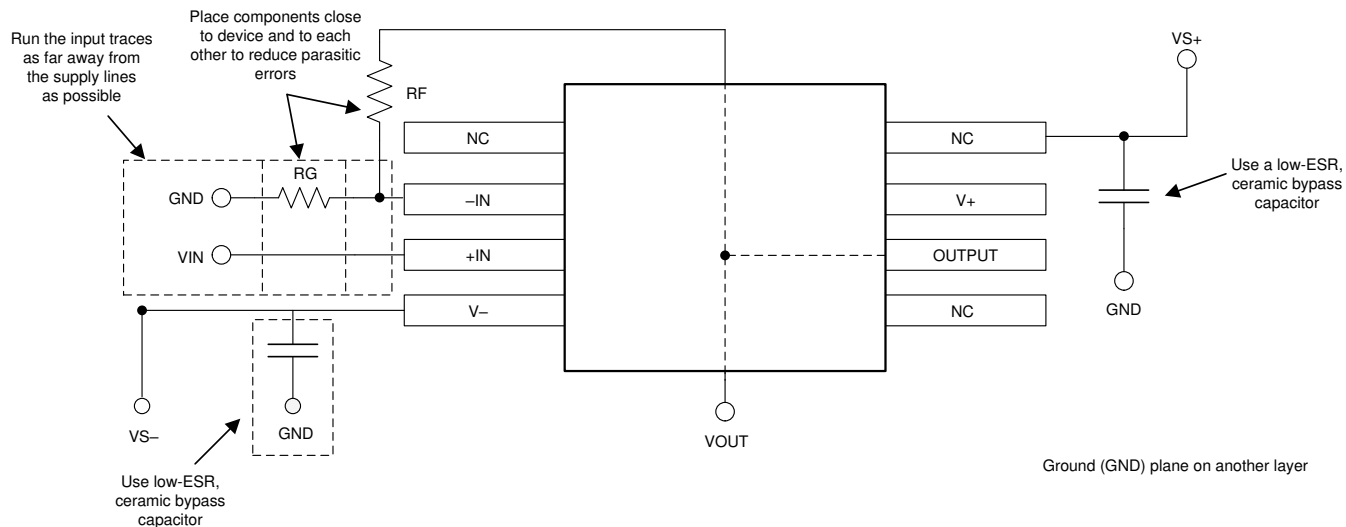 Place components close
to device and to each
other to reduce parasitic
errors
Run the input traces
as far away from
the supply lines
as possible
VS+
RF
NC
NC
RG
Use a low-ESR,
ceramic bypass
capacitor
GND
–IN
V+
VIN
+IN
OUTPUT
V–
NC
GND
VS–
GND
VOUT
Use low-ESR,
ceramic bypass
capacitor
Ground (GND) plane on another layer